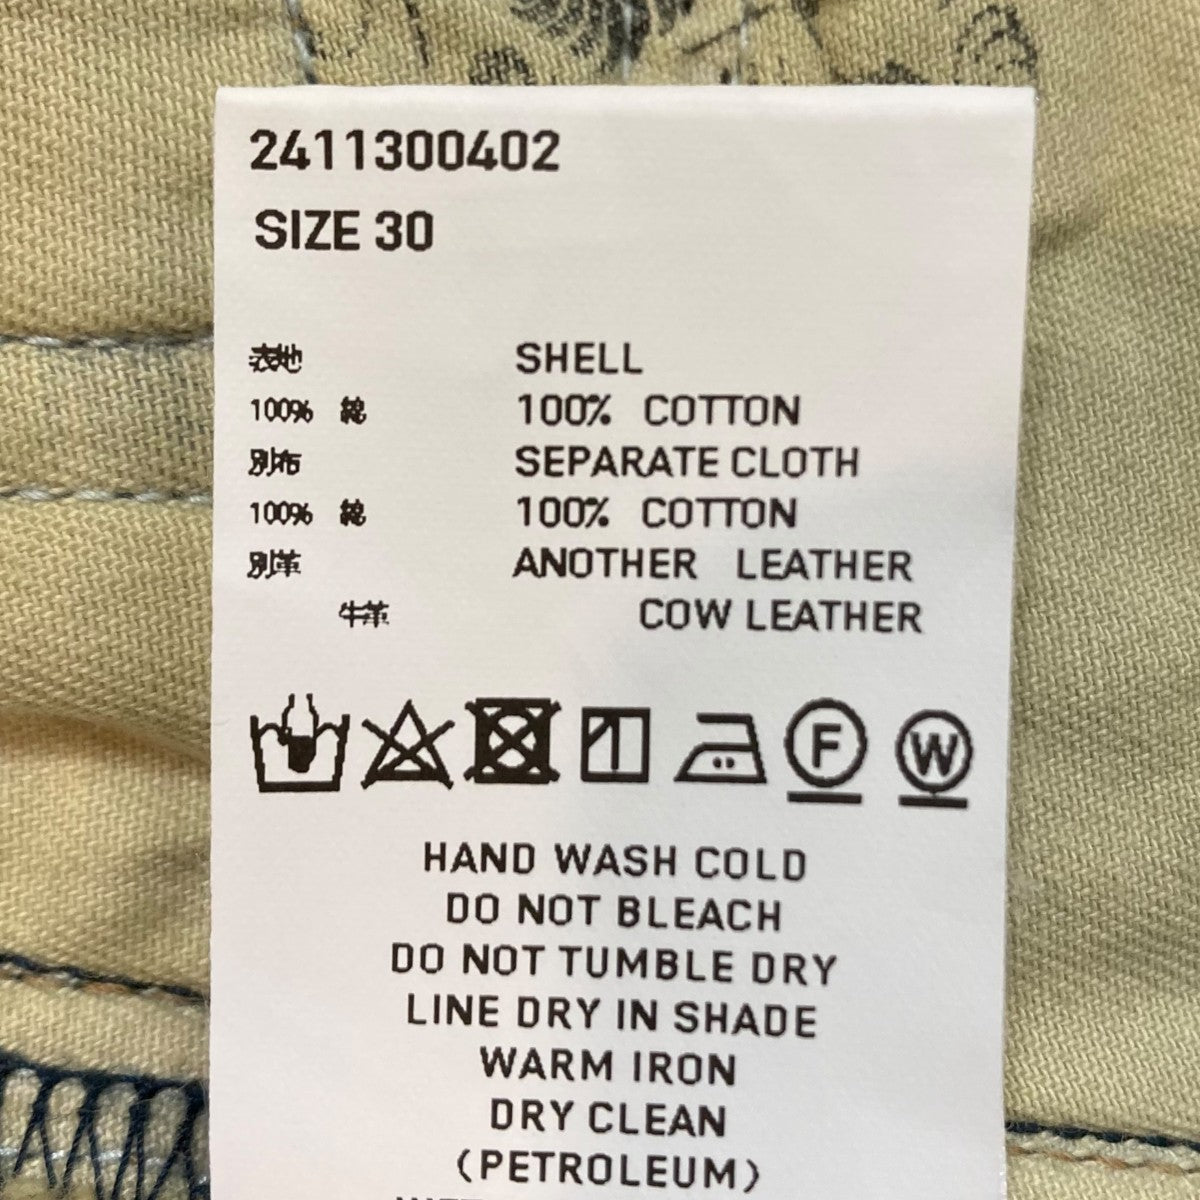 2411300402
SIZE 30
表地 SHELL
100% 綿 100% COTTON
別布 SEPARATE CLOTH
100% 綿 100% COTTON
別革 ANOTHER LEATHER
牛革 COW LEATHER
F W
HAND WASH COLD
DO NOT BLEACH
DO NOT TUMBLE DRY
LINE DRY IN SHADE
WARM IRON
DRY CLEAN
(PETROLEUM)